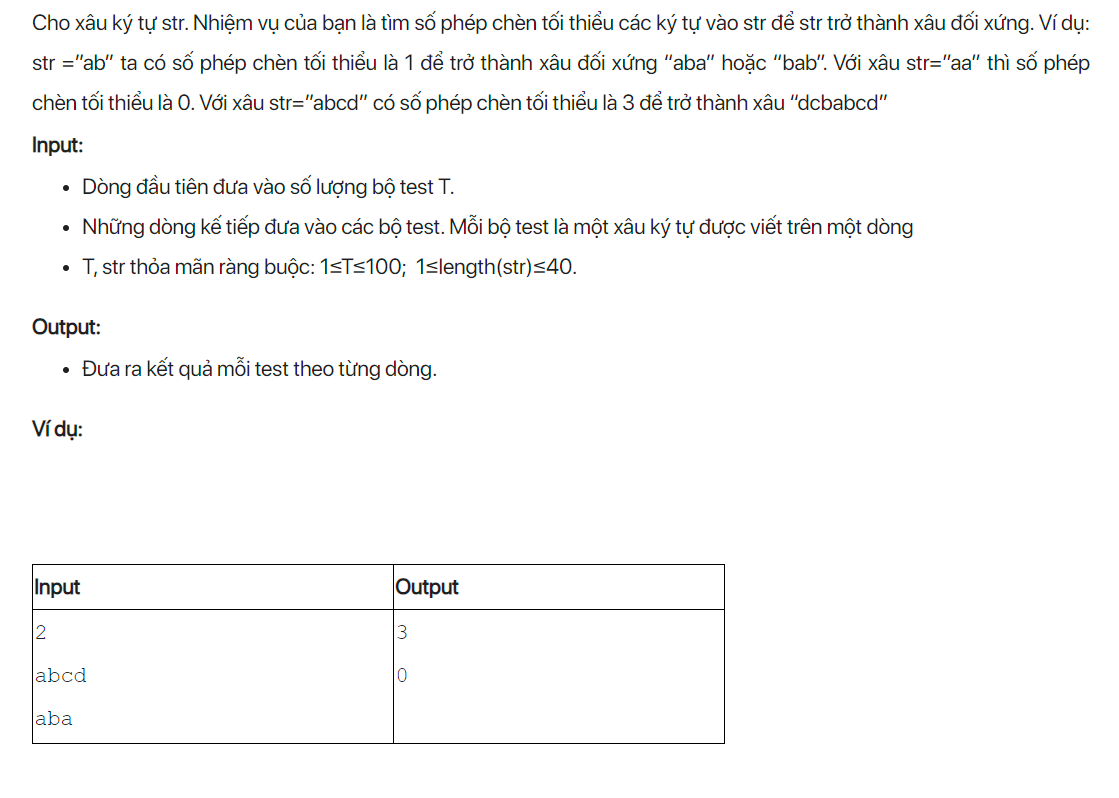 Cho xâu ký tự str. Nhiệm vụ của bạn là tìm số phép chèn tối thiểu các ký tự vào str để str trở thành xâu đối xứng. Ví dụ:
str ="ab" ta có số phép chèn tối thiểu là 1 để trở thành xâu đối xứng "aba" hoặc "bab". Với xâu str="aa" thì số phép
chèn tối thiểu là 0. Với xâu str="abcd" có số phép chèn tối thiểu là 3 để trở thành xâu "dcbabcd"
Input:
• Dòng đầu tiên đưa vào số lượng bộ test T.
• Những dòng kế tiếp đưa vào các bộ test. Mỗi bộ test là một xâu ký tự được viết trên một dòng
• T, str thỏa mãn ràng buộc: 1≤T≤100; 1≤length(str)≤40.
Output:
• Đưa ra kết quả mỗi test theo từng dòng.
Ví dụ:
Input Output
2 3
abcd 0
aba